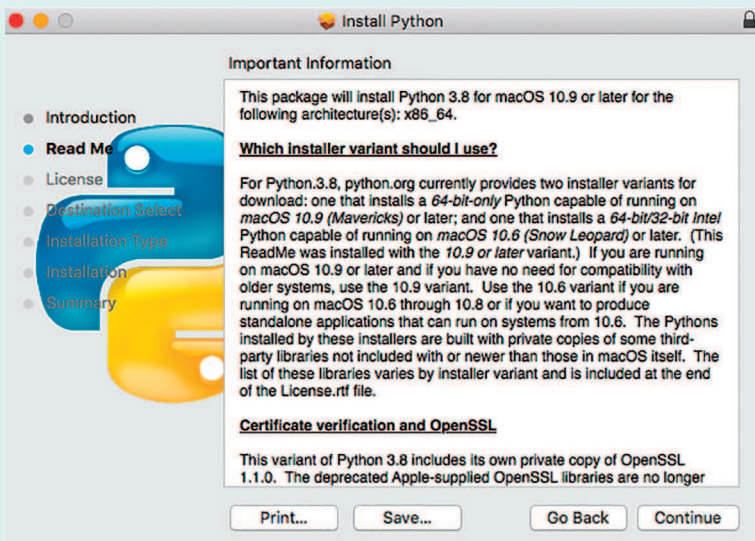 Install Python
Important Information
Introduction
Read Me
License
Destination Select
Installation Type
Installation
Summary
This package will install Python 3.8 for macOS 10.9 or later for the
following architecture(s): x86_64.
Which installer variant should I use?
For Python.3.8, python.org currently provides two installer variants for
download: one that installs a 64-bit-only Python capable of running on
macOS 10.9 (Mavericks) or later; and one that installs a 64-bit/32-bit Intel
Python capable of running on macOS 10.6 (Snow Leopard) or later. (This
ReadMe was installed with the 10.9 or later variant.) If you are running
on macOS 10.9 or later and if you have no need for compatibility with
older systems, use the 10.9 variant. Use the 10.6 variant if you are
running on macOS 10.6 through 10.8 or if you want to produce
standalone applications that can run on systems from 10.6. The Pythons
installed by these installers are built with private copies of some third-
party libraries not included with or newer than those in macOS itself. The
list of these libraries varies by installer variant and is included at the end
of the License.rtf file.
Certificate verification and OpenSSL
This variant of Python 3.8 includes its own private copy of OpenSSL
1.1.0. The deprecated Apple-supplied OpenSSL libraries are no longer
Print...
Save...
Go Back
Continue